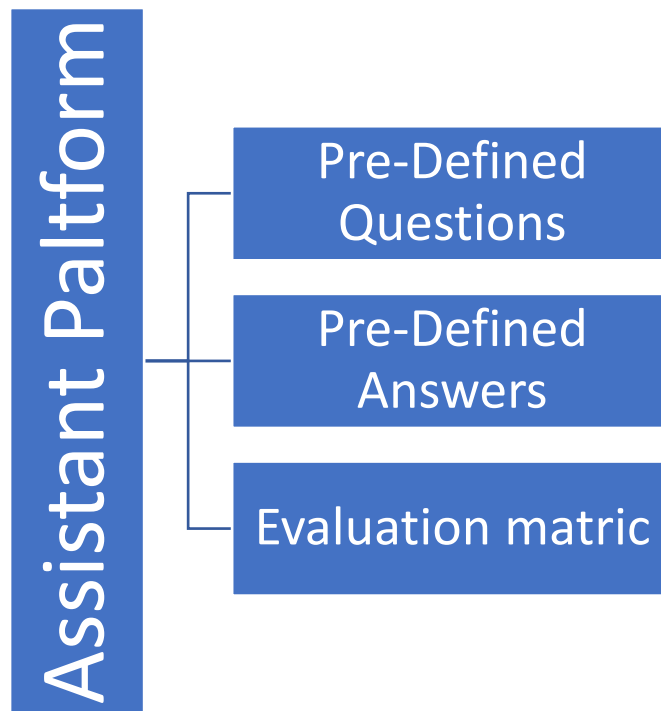 Assistant Paltform
Pre-Defined
Questions
Pre-Defined
Answers
Evaluation matric